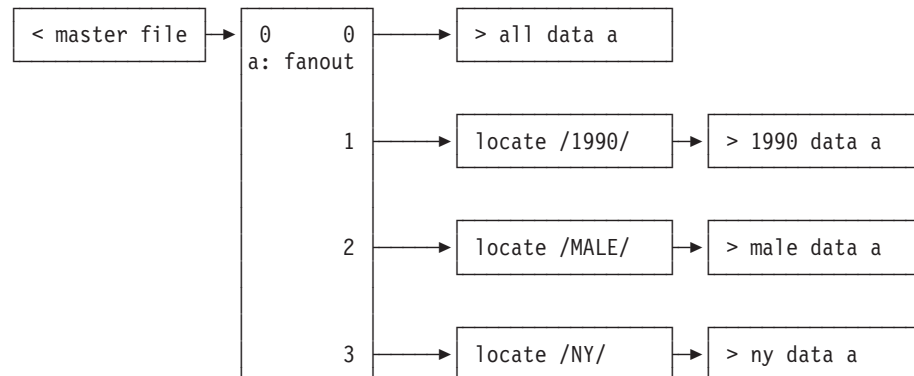 < master file 0 0 > all data a
a: fanout
1 locate /1990/ > 1990 data a
2 locate /MALE/ > male data a
3 locate /NY/ > ny data a